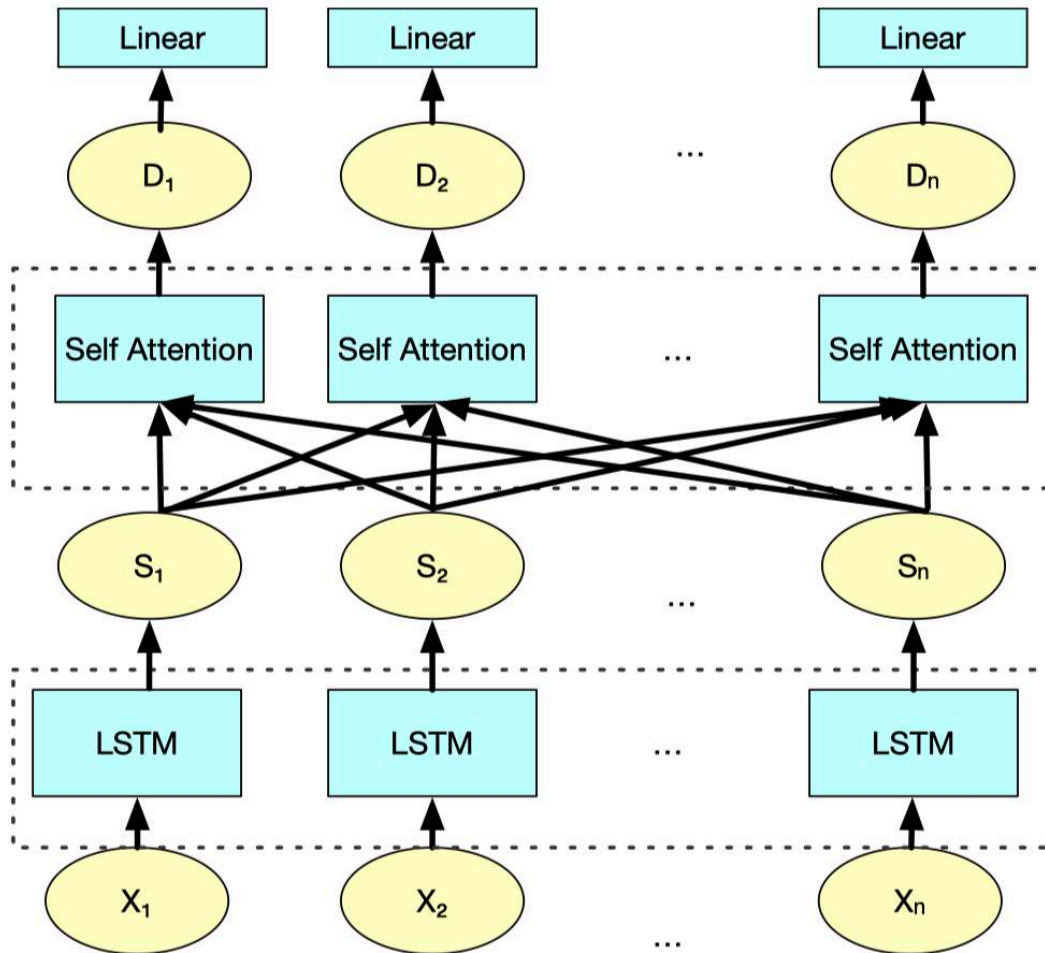 Linear Linear Linear
D₁ D₂ ... Dₙ
Self Attention Self Attention ... Self Attention
S₁ S₂ ... Sₙ
LSTM LSTM ... LSTM
X₁ X₂ ... Xₙ